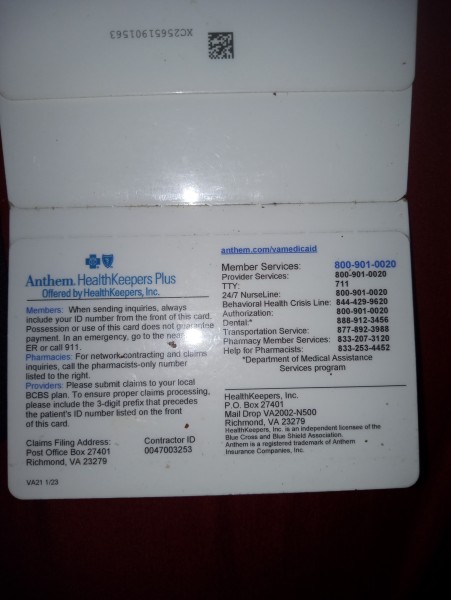 XC25651901563
Anthem HealthKeepers Plus
Offered by HealthKeepers, Inc.
Members: When sending inquiries, always
include your ID number from the front of this card.
Possession or use of this card does not guarantee
payment. In an emergency, go to the nearest
ER or call 911.
Pharmacies: For network contracting and claims
inquiries, call the pharmacists-only number
listed to the right.
Providers: Please submit claims to your local
BCBS plan. To ensure proper claims processing,
please include the 3-digit prefix that precedes
the patient's ID number listed on the front
of this card.
Claims Filing Address:
Post Office Box 27401
Richmond, VA 23279
Contractor ID
0047003253
VA21 1/23
anthem.com/vamedicaid
Member Services: 800-901-0020
Provider Services: 800-901-0020
TTY: 711
24/7 NurseLine: 800-901-0020
Behavioral Health Crisis Line: 844-429-9620
Authorization: 800-901-0020
Dental:* 888-912-3456
Transportation Service: 877-892-3988
Pharmacy Member Services: 833-207-3120
Help for Pharmacists: 833-253-4452
*Department of Medical Assistance
Services program
HealthKeepers, Inc.
P.O. Box 27401
Mail Drop VA2002-N500
Richmond, VA 23279
HealthKeepers, Inc. is an independent licensee of the
Blue Cross and Blue Shield Association.
Anthem is a registered trademark of Anthem
Insurance Companies, Inc.